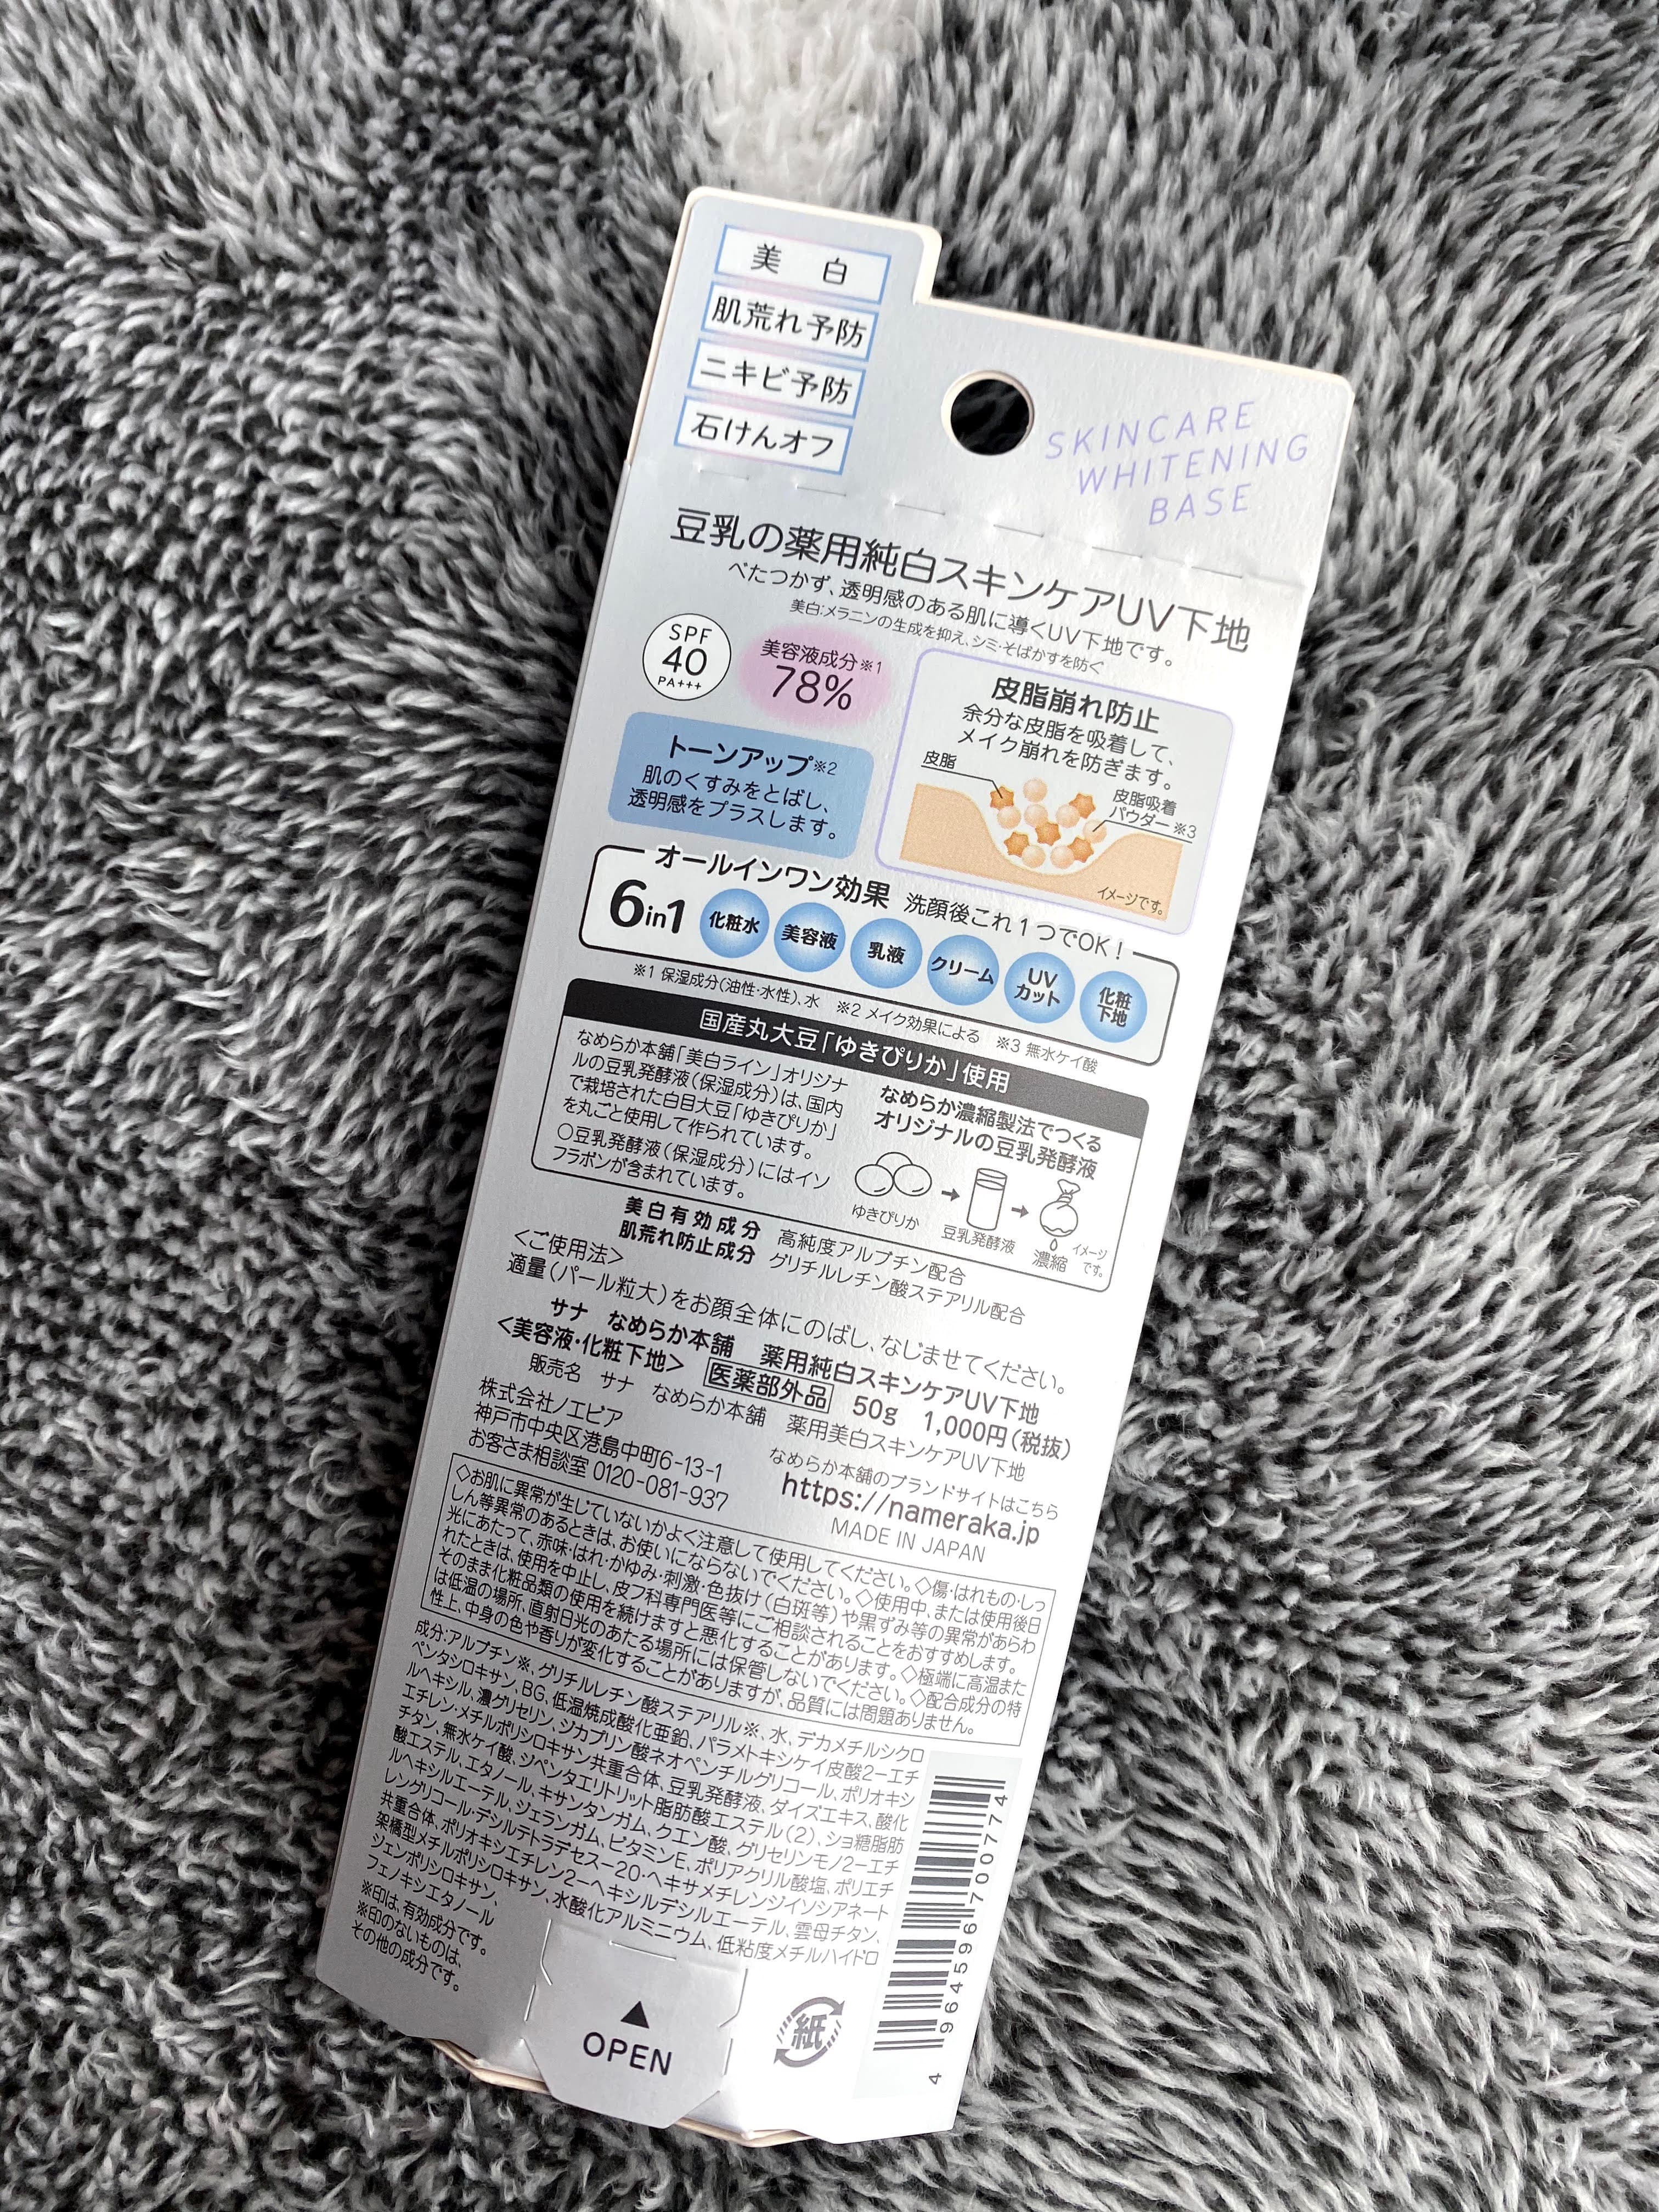 美 白
肌荒れ予防
ニキビ予防
石けんオフ
SKINCARE
WHITENING
BASE
豆乳の薬用純白スキンケアUV下地
べたつかず、透明感のある肌に導くUV下地です。
美白:メラニンの生成を抑え、シミ・そばかすを防ぐ
SPF
40
PA+++
美容液成分※1
78%
トーンアップ※2
肌のくすみをとばし、
透明感をプラスします。
皮脂崩れ防止
余分な皮脂を吸着して、
メイク崩れを防ぎます。
皮脂
皮脂吸着
パウダー ※3
イメージです。
オールインワン効果 洗顔後これ1つでOK!
6in1
化粧水
美容液
乳液
クリーム
UV
カット
化粧
下地
※1 保湿成分(油性・水性)、水 ※2 メイク効果による ※3 無水ケイ酸
国産丸大豆「ゆきぴりか」使用
なめらか本舗「美白ライン」オリジナ
ルの豆乳発酵液(保湿成分)は、国内
で栽培された白目大豆「ゆきぴりか」
を丸ごと使用して作られています。
〇豆乳発酵液(保湿成分)にはイソ
フラボンが含まれています。
なめらか濃縮製法でつくる
オリジナルの豆乳発酵液
ゆきぴりか
豆乳発酵液
濃縮
イメージ
です。
美白有効成分 高純度アルブチン配合
肌荒れ防止成分 グリチルレチン酸ステアリル配合
<ご使用法>
適量(パール粒大)をお顔全体にのばし、なじませてください。
サナ なめらか本舗 薬用純白スキンケアUV下地
<美容液・化粧下地> 医薬部外品 50g 1,000円(税抜)
販売名 サナ なめらか本舗 薬用美白スキンケアUV下地
株式会社ノエビア
神戸市中央区港島中町6-13-1
お客さま相談室 0120-081-937
なめらか本舗のブランドサイトはこちら
https://nameraka.jp
MADE IN JAPAN
◇お肌に異常が生じていないかよく注意して使用してください。◇傷・はれもの・しっ
しん等異常のあるときは、お使いにならないでください。◇使用中、または使用後日
光にあたって、赤味・はれ・かゆみ・刺激・色抜け(白斑等)や黒ずみ等の異常があらわ
れたときは、使用を中止し、皮フ科専門医等にご相談されることをおすすめします。
そのまま化粧品類の使用を続けますと悪化することがあります。◇極端に高温また
は低温の場所、直射日光のあたる場所には保管しないでください。◇配合成分の特
性上、中身の色や香りが変化することがありますが、品質には問題ありません。
成分:アルブチン※、グリチルレチン酸ステアリル※、水、デカメチルシクロ
ペンタシロキサン、BG、低温焼成酸化亜鉛、パラメトキシケイ皮酸2−エチ
ルヘキシル、濃グリセリン、ジカプリン酸ネオペンチルグリコール、ポリオキシ
エチレン・メチルポリシロキサン共重合体、豆乳発酵液、ダイズエキス、酸化
チタン、無水ケイ酸、ジペンタエリトリット脂肪酸エステル(2)、ショ糖脂肪
酸エステル、エタノール、キサンタンガム、クエン酸、グリセリンモノ2−エチ
ルヘキシルエーテル、ジェランガム、ビタミンE、ポリアクリル酸塩、ポリエチ
レングリコール・デシルテトラデセス−20・ヘキサメチレンジイソシアネート
共重合体、ポリオキシエチレン2−ヘキシルデシルエーテル、雲母チタン、
架橋型メチルポリシロキサン、水酸化アルミニウム、低粘度メチルハイドロ
ジェンポリシロキサン、
フェノキシエタノール
※印は、有効成分です。
※印のないものは、
その他の成分です。
OPEN
紙
4 964596 700774